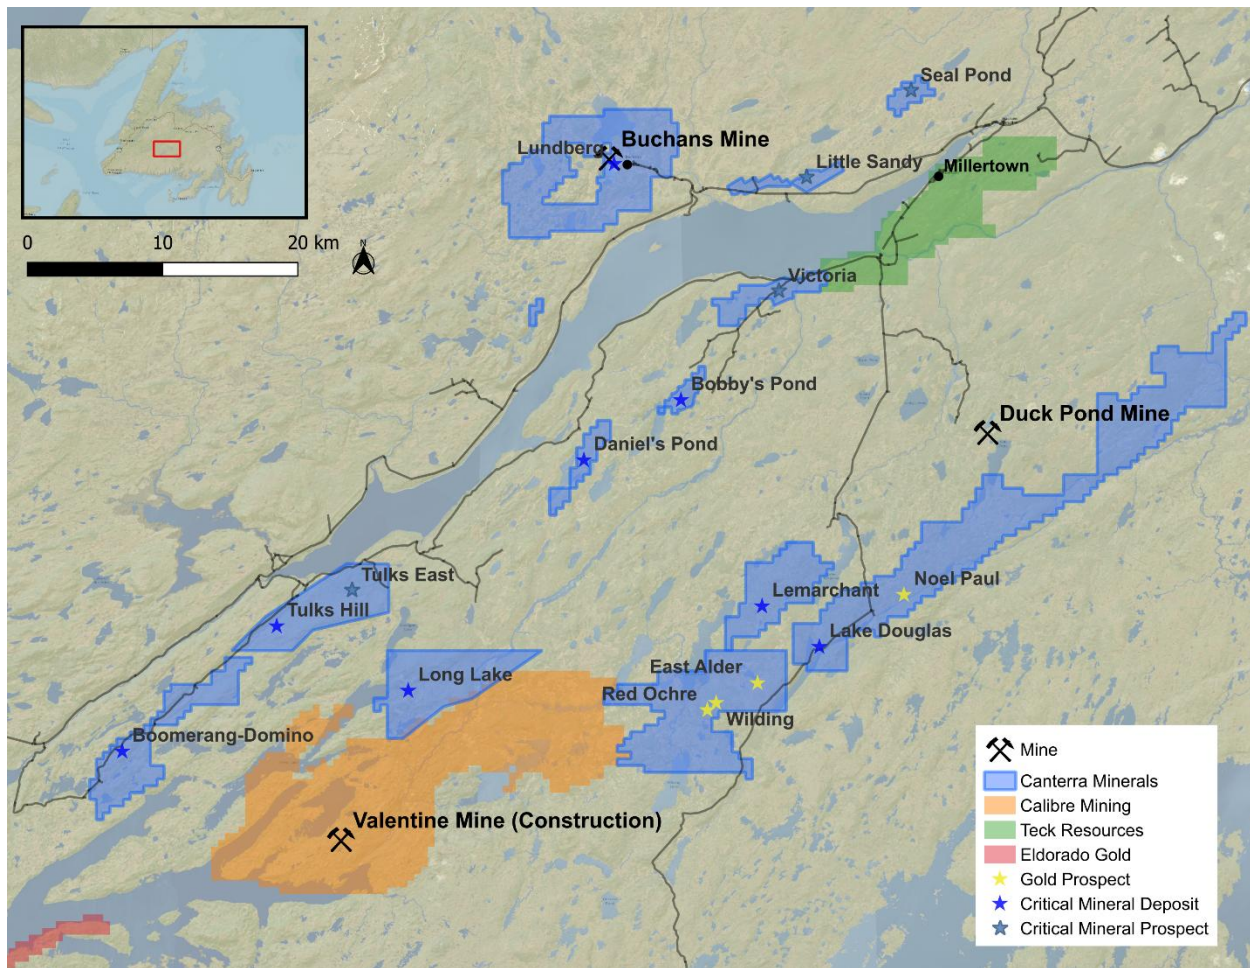 Seal Pond
Buchans Mine
Lundberg
Little Sandy
Millertown
0 10 20 km
N
Victoria
Bobby's Pond
Duck Pond Mine
Daniel's Pond
Tulks East
Noel Paul
Lemarchant
Tulks Hill
Lake Douglas
East Alder
Long Lake
Red Ochre
Wilding
Boomerang-Domino
Valentine Mine (Construction)
Mine
Canterra Minerals
Calibre Mining
Teck Resources
Eldorado Gold
Gold Prospect
Critical Mineral Deposit
Critical Mineral Prospect